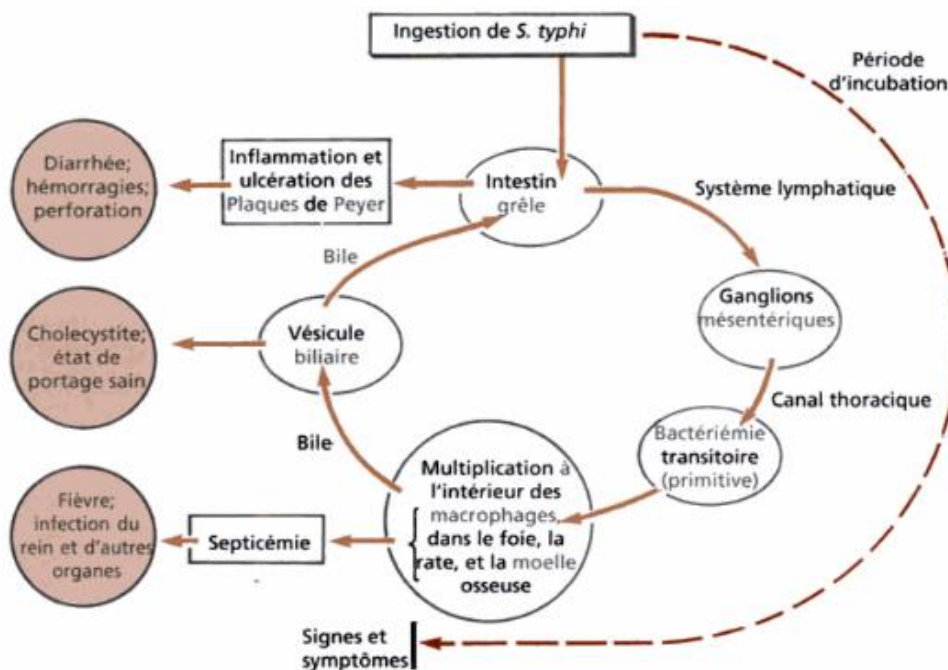 Ingestion de S. typhi
Période
d'incubation
Diarrhée;
hémorragies;
perforation
Inflammation et
ulcération des
Plaques de Peyer
Intestin
grêle
Système lymphatique
Bile
Ganglions
mésentériques
Cholecystite;
état de
portage sain
Vésicule
biliaire
Canal thoracique
Bile
Bactériémie
transitoire
(primitive)
Multiplication à
l'intérieur des
macrophages,
dans le foie, la
rate, et la moelle
osseuse
Fièvre;
infection du
rein et d'autres
organes
Septicémie
Signes et
symptômes